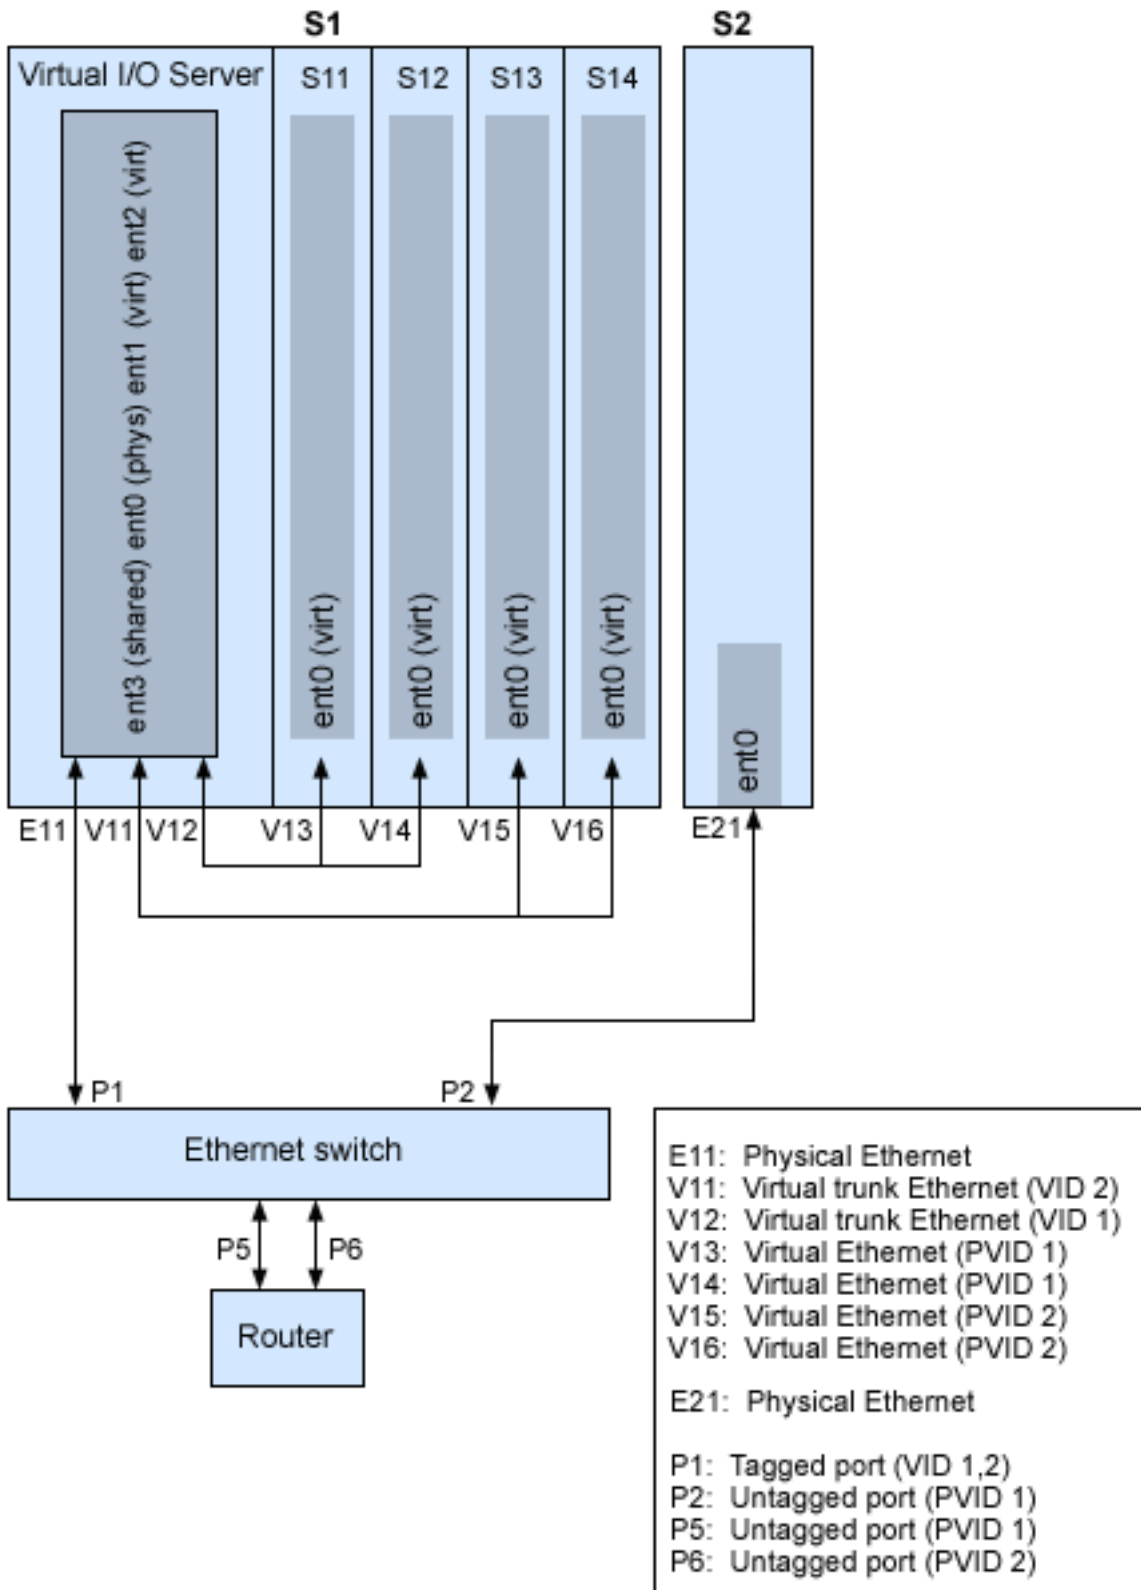 S1
S2
Virtual I/O Server
S11
S12
S13
S14
ent3 (shared) ent0 (phys) ent1 (virt) ent2 (virt)
ent0 (virt)
ent0 (virt)
ent0 (virt)
ent0 (virt)
ent0
E11
V11
V12
V13
V14
V15
V16
E21
P1
P2
Ethernet switch
P5
P6
Router
E11: Physical Ethernet
V11: Virtual trunk Ethernet (VID 2)
V12: Virtual trunk Ethernet (VID 1)
V13: Virtual Ethernet (PVID 1)
V14: Virtual Ethernet (PVID 1)
V15: Virtual Ethernet (PVID 2)
V16: Virtual Ethernet (PVID 2)
E21: Physical Ethernet
P1: Tagged port (VID 1,2)
P2: Untagged port (PVID 1)
P5: Untagged port (PVID 1)
P6: Untagged port (PVID 2)